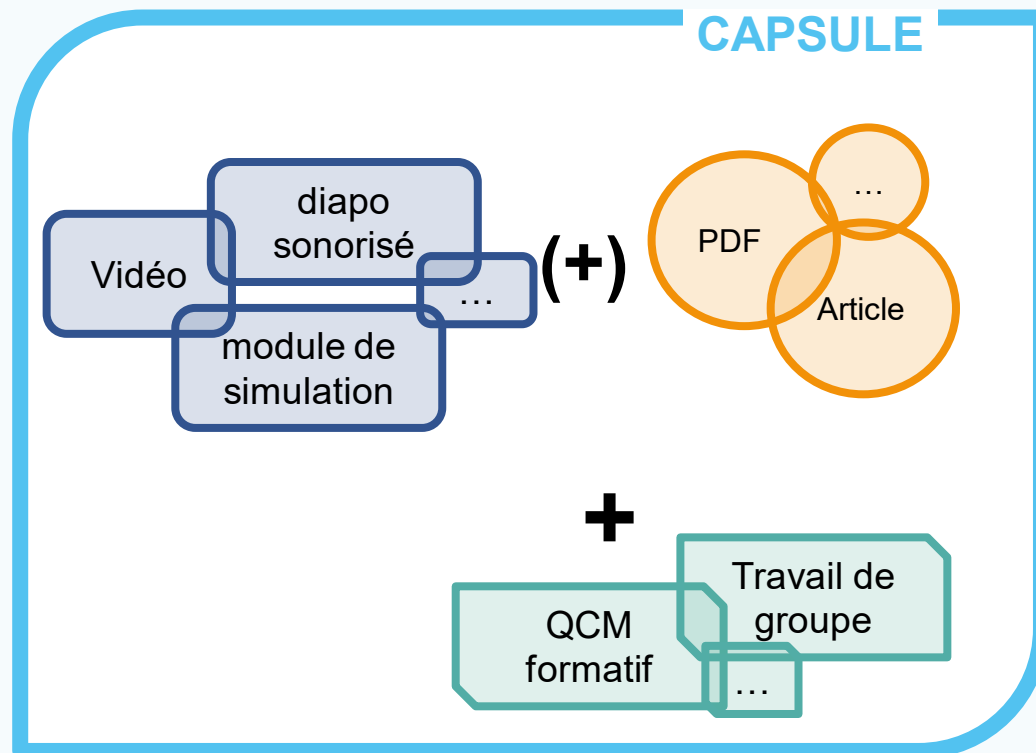 CAPSULE
diapo
sonorisé
Vidéo
…
module de
simulation
(+)
…
PDF
Article
+
Travail de
groupe
QCM
formatif
…